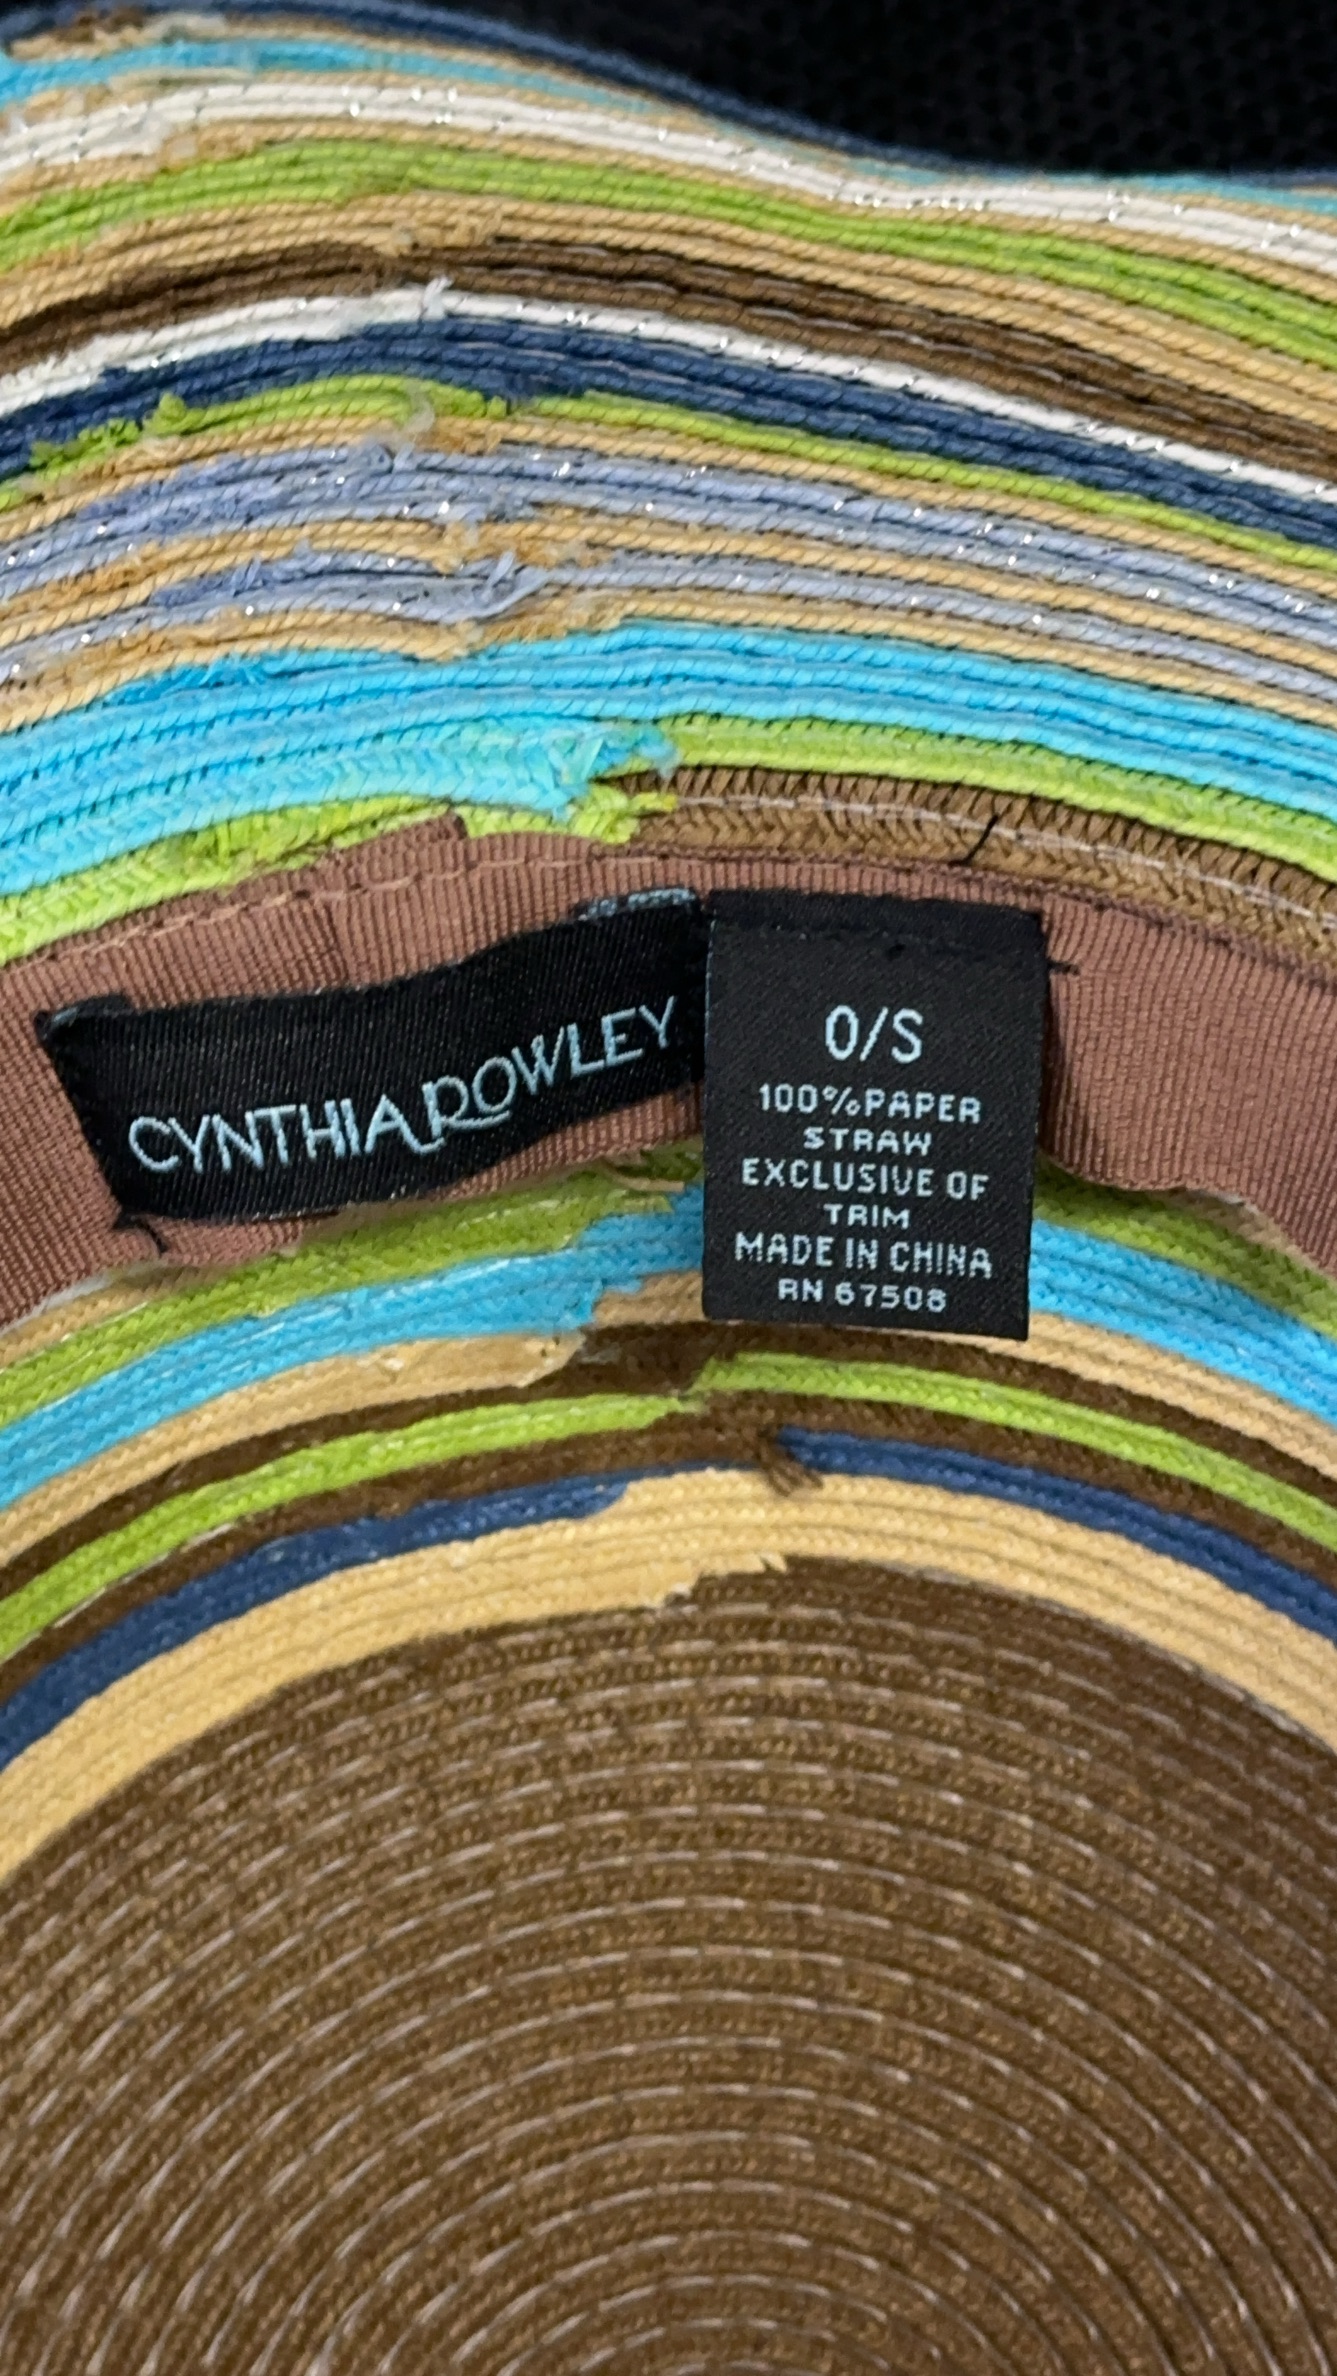 CYNTHIA ROWLEY
O/S
100%PAPER
STRAW
EXCLUSIVE OF
TRIM
MADE IN CHINA
RN 67508